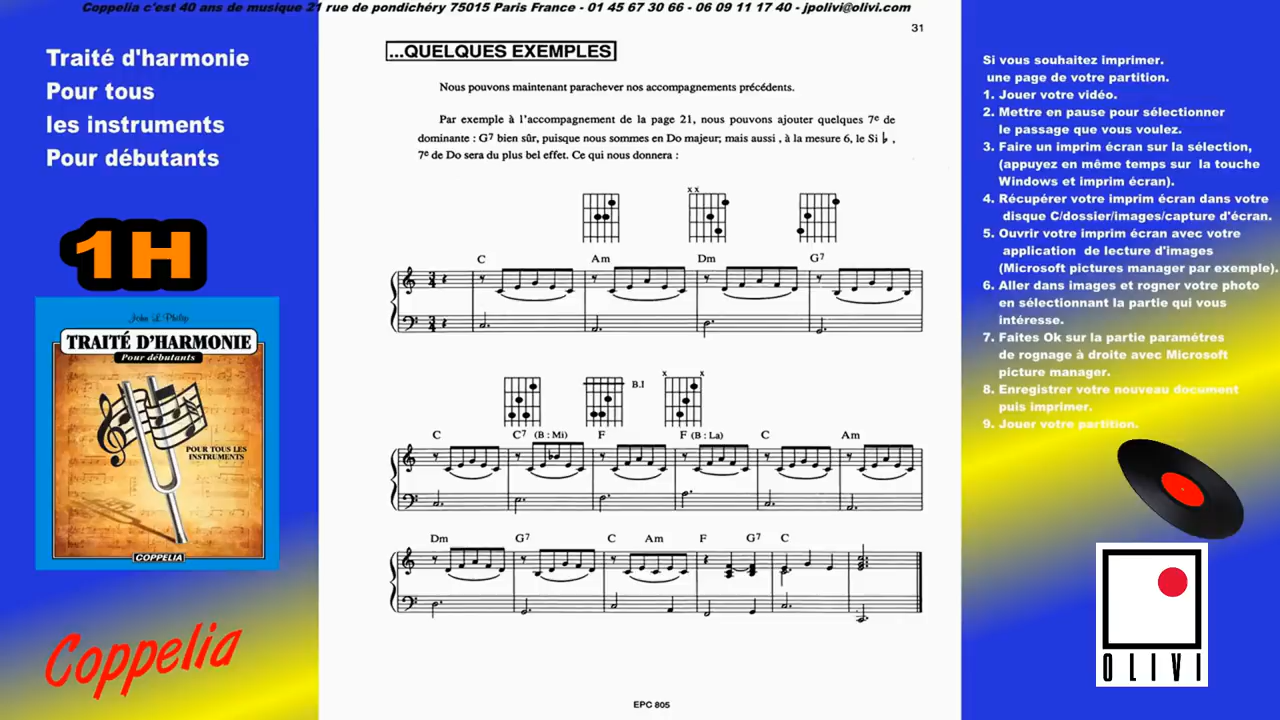 Coppelia c'est 40 ans de musique 21 rue de pondichéry 75015 Paris France - 01 45 67 30 66 - 06 09 11 17 40 - jpolivi@olivi.com
Traité d'harmonie
Pour tous
les instruments
Pour débutants
1H
John L. Philip
TRAITÉ D'HARMONIE
Pour débutants
POUR TOUS LES
INSTRUMENTS
COPPELIA
Coppelia
31
...QUELQUES EXEMPLES
Nous pouvons maintenant parachever nos accompagnements précédents.
Par exemple à l'accompagnement de la page 21, nous pouvons ajouter quelques 7e de
dominante : G7 bien sûr, puisque nous sommes en Do majeur; mais aussi , à la mesure 6, le Si ♭ ,
7e de Do sera du plus bel effet. Ce qui nous donnera :
x x
C Am Dm G7
3 4
3 4
B.I x x
C C7 (B : Mi) F F (B : La) C Am
Dm G7 C Am F G7 C
EPC 805
Si vous souhaitez imprimer.
une page de votre partition.
1. Jouer votre vidéo.
2. Mettre en pause pour sélectionner
le passage que vous voulez.
3. Faire un imprim écran sur la sélection,
(appuyez en même temps sur la touche
Windows et imprim écran).
4. Récupérer votre imprim écran dans votre
disque C/dossier/images/capture d'écran.
5. Ouvrir votre imprim écran avec votre
application de lecture d'images
(Microsoft pictures manager par exemple).
6. Aller dans images et rogner votre photo
en sélectionnant la partie qui vous
intéresse.
7. Faites Ok sur la partie paramétres
de rognage à droite avec Microsoft
picture manager.
8. Enregistrer votre nouveau document
puis imprimer.
9. Jouer votre partition.
OLIVI